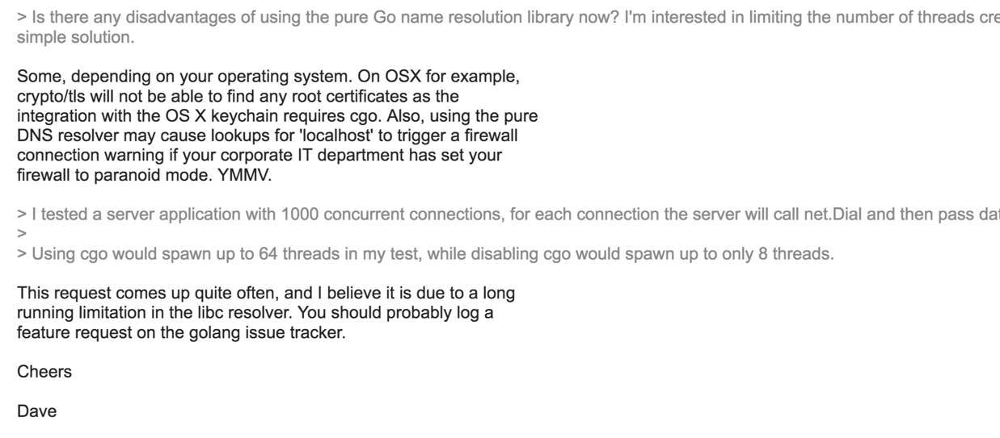 > Is there any disadvantages of using the pure Go name resolution library now? I'm interested in limiting the number of threads
simple solution.
Some, depending on your operating system. On OSX for example,
crypto/tls will not be able to find any root certificates as the
integration with the OS X keychain requires cgo. Also, using the pure
DNS resolver may cause lookups for 'localhost' to trigger a firewall
connection warning if your corporate IT department has set your
firewall to paranoid mode. YMMV.
> I tested a server application with 1000 concurrent connections, for each connection the server will call net.Dial and then pass
>
> Using cgo would spawn up to 64 threads in my test, while disabling cgo would spawn up to only 8 threads.
This request comes up quite often, and I believe it is due to a long
running limitation in the libc resolver. You should probably log a
feature request on the golang issue tracker.
Cheers
Dave